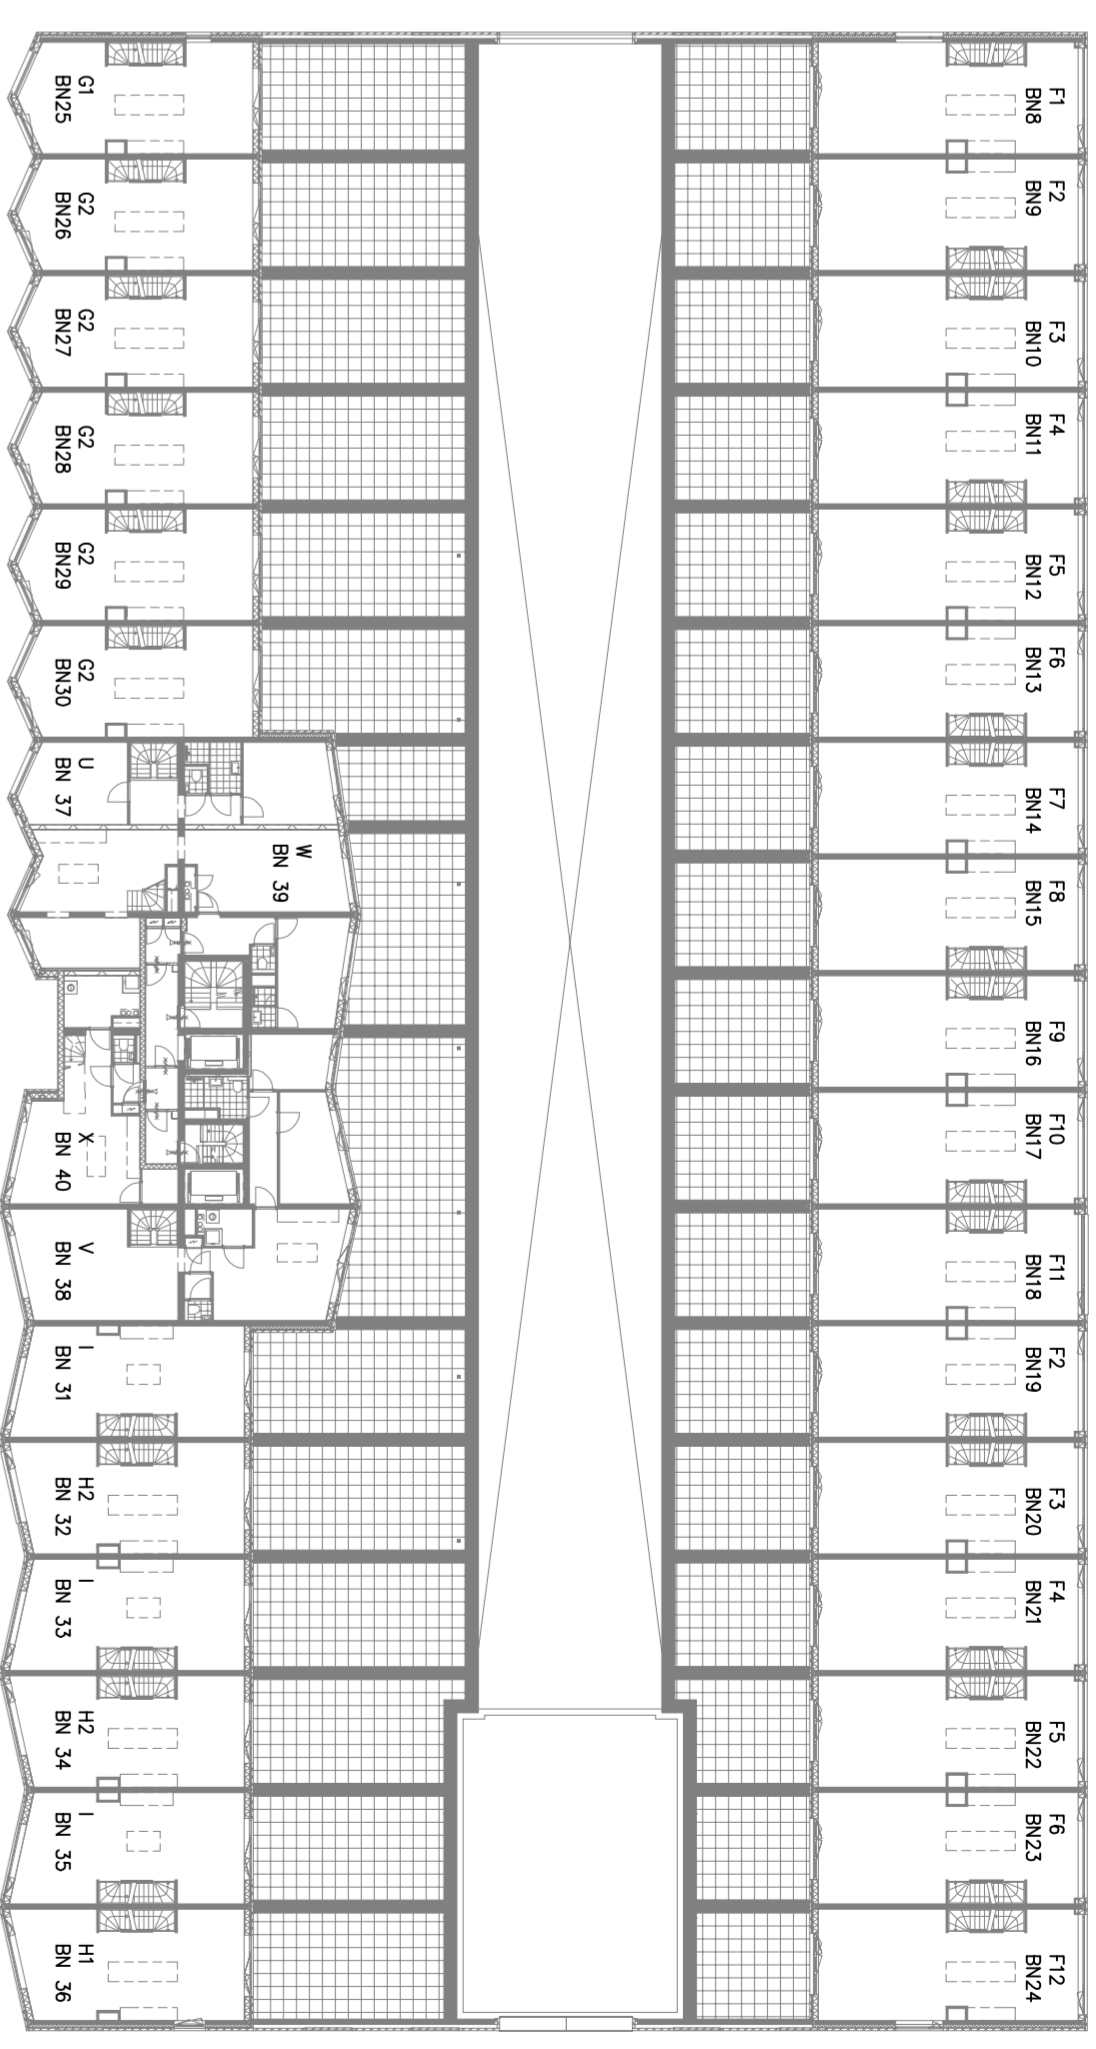 F1
BN8
F2
BN9
F3
BN10
F4
BN11
F5
BN12
F6
BN13
F7
BN14
F8
BN15
F9
BN16
F10
BN17
F11
BN18
F2
BN19
F3
BN20
F4
BN21
F5
BN22
F6
BN23
F12
BN24
G1
BN25
G2
BN26
G2
BN27
G2
BN28
G2
BN29
G2
BN30
U
BN 37
W
BN 39
X
BN 40
V
BN 38
I
BN 31
H2
BN 32
I
BN 33
H2
BN 34
I
BN 35
H1
BN 36